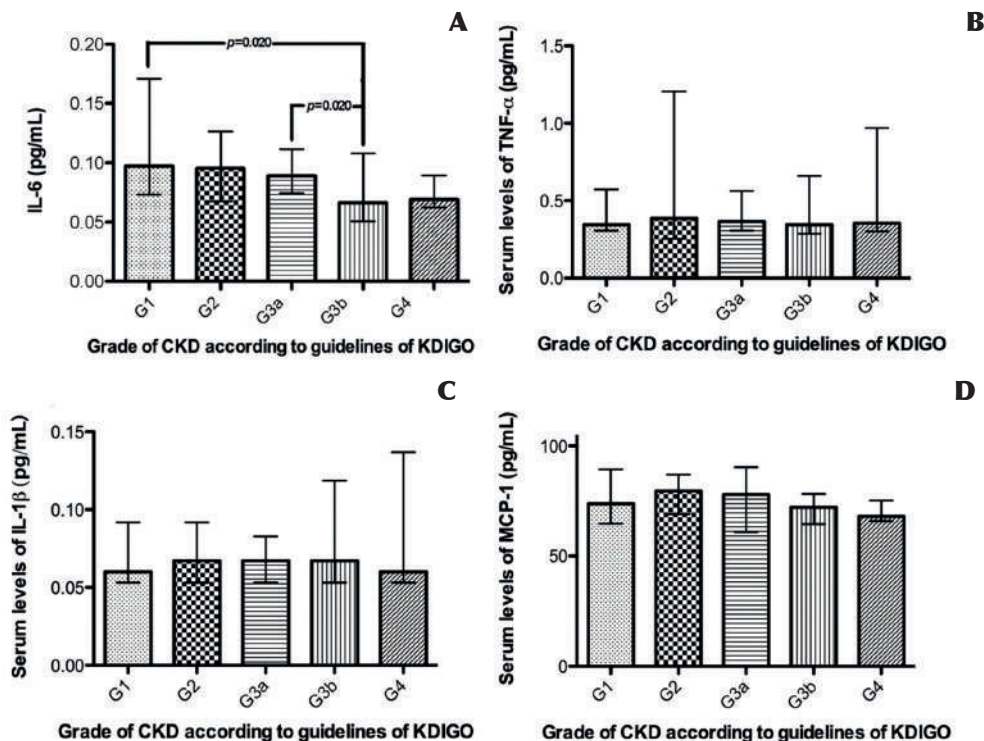 A
IL-6 (pg/mL)
0.20
0.15
0.10
0.05
0.00
p=0.020
p=0.020
G1
G2
G3a
G3b
G4
Grade of CKD according to guidelines of KDIGO
B
Serum levels of TNF-α (pg/mL)
1.5
1.0
0.5
0.0
G1
G2
G3a
G3b
G4
Grade of CKD according to guidelines of KDIGO
C
Serum levels of IL-1β (pg/mL)
0.15
0.10
0.05
0.00
G1
G2
G3a
G3b
G4
Grade of CKD according to guidelines of KDIGO
D
Serum levels of MCP-1 (pg/mL)
100
50
0
G1
G2
G3a
G3b
G4
Grade of CKD according to guidelines of KDIGO